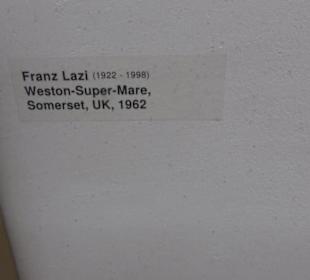 Franz Lazi (1922 - 1998)
Weston-Super-Mare,
Somerset, UK, 1962